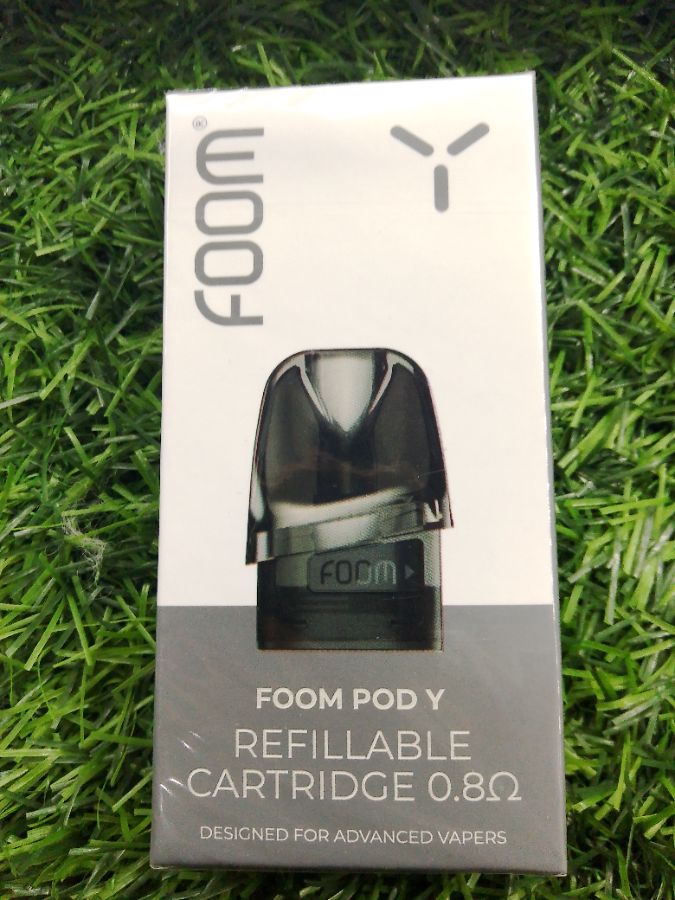 FOOM®
Y
FOOM
FOOM POD Y
REFILLABLE
CARTRIDGE 0.8Ω
DESIGNED FOR ADVANCED VAPERS